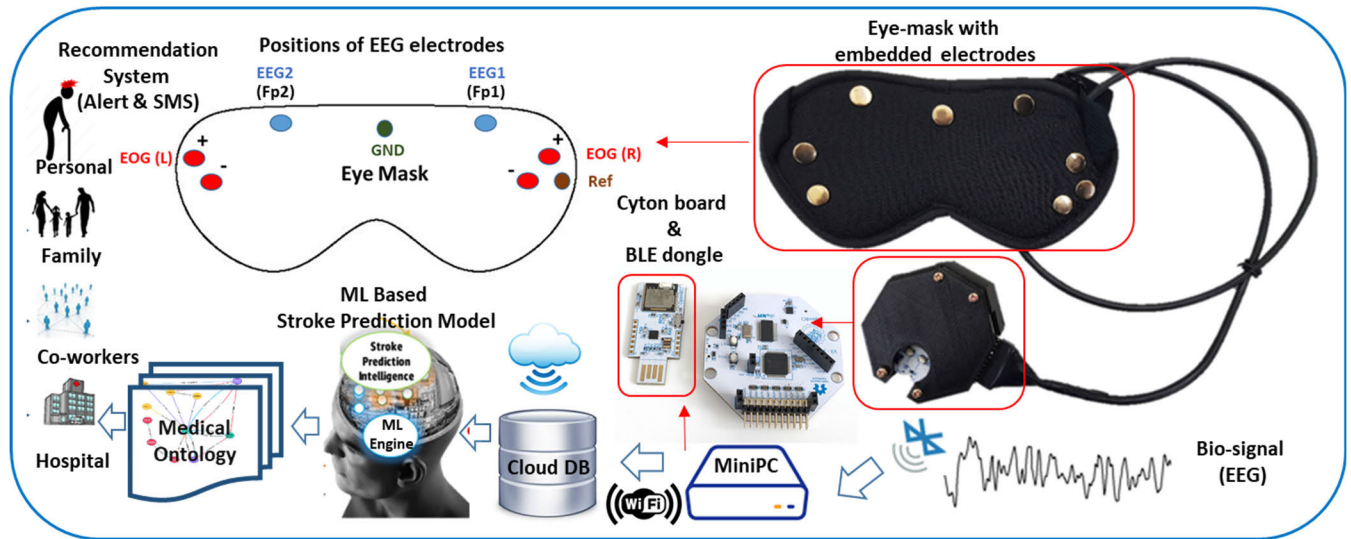 Recommendation
System
(Alert & SMS)
Personal
Family
Co-workers
Hospital
Positions of EEG electrodes
EEG2
(Fp2)
EEG1
(Fp1)
+
-
EOG (L)
GND
Eye Mask
+
-
EOG (R)
Ref
Eye-mask with
embedded electrodes
Cyton board
&
BLE dongle
ML Based
Stroke Prediction Model
Stroke
Prediction
Intelligence
ML
Engine
Medical
Ontology
Cloud DB
WiFi
MiniPC
Bio-signal
(EEG)